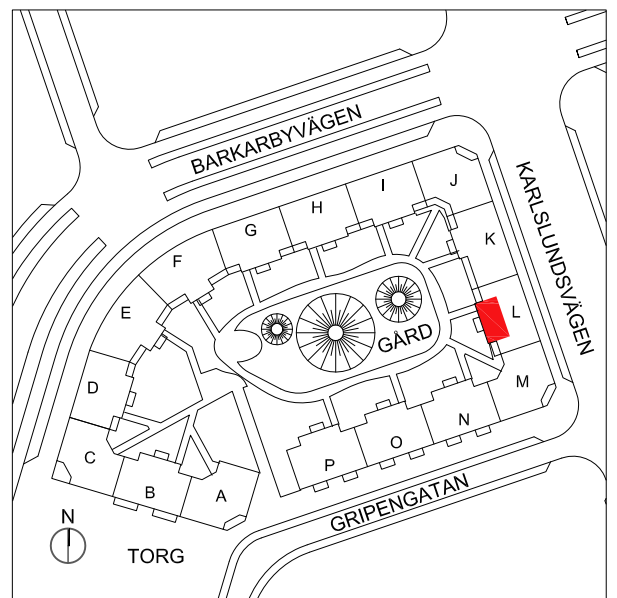 BARKARBYVÄGEN
KARLSLUNDSVÄGEN
J
I
H
G
F
K
E
L
GÅRD
D
M
N
O
P
C
B
A
GRIPENGATAN
N
TORG